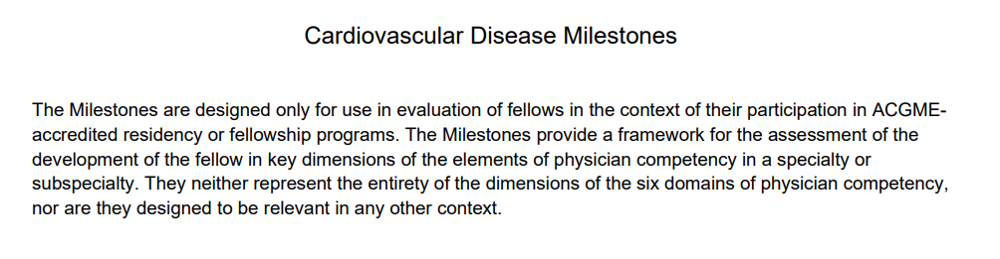 Cardiovascular Disease Milestones
The Milestones are designed only for use in evaluation of fellows in the context of their participation in ACGME-
accredited residency or fellowship programs. The Milestones provide a framework for the assessment of the
development of the fellow in key dimensions of the elements of physician competency in a specialty or
subspecialty. They neither represent the entirety of the dimensions of the six domains of physician competency,
nor are they designed to be relevant in any other context.